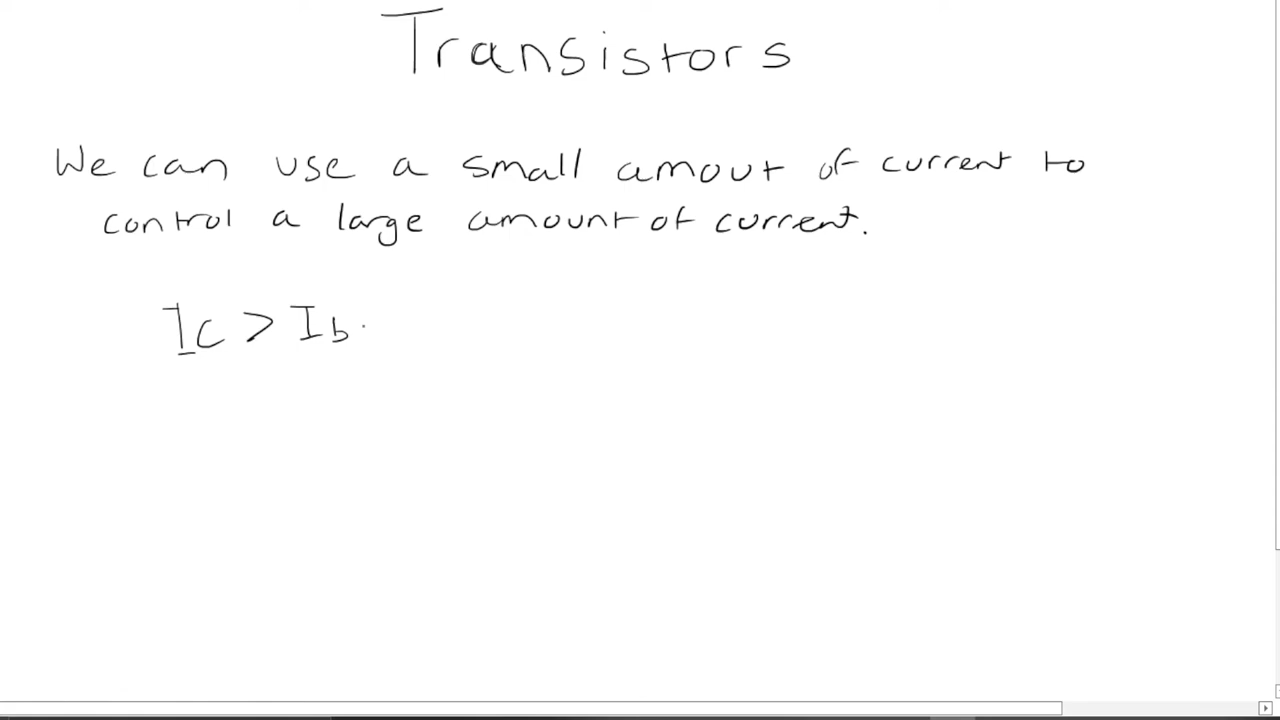 Transistors
We can use a small amout of current to
control a large amount of current.
Ic > Ib